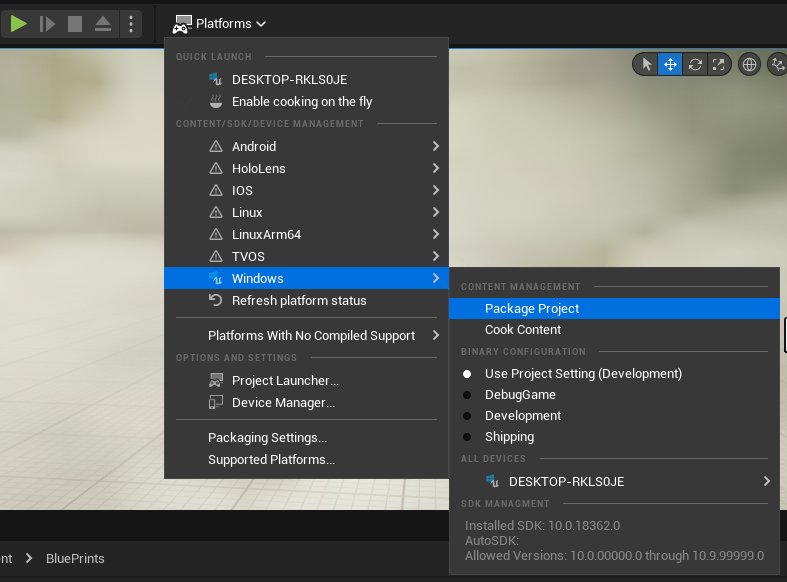 Platforms
QUICK LAUNCH
DESKTOP-RKLS0JE
Enable cooking on the fly
CONTENT/SDK/DEVICE MANAGEMENT
Android
HoloLens
IOS
Linux
LinuxArm64
TVOS
Windows
Refresh platform status
Platforms With No Compiled Support
OPTIONS AND SETTINGS
Project Launcher...
Device Manager...
Packaging Settings...
Supported Platforms...
CONTENT MANAGEMENT
Package Project
Cook Content
BINARY CONFIGURATION
Use Project Setting (Development)
DebugGame
Development
Shipping
ALL DEVICES
DESKTOP-RKLS0JE
SDK MANAGMENT
Installed SDK: 10.0.18362.0
AutoSDK:
Allowed Versions: 10.0.00000.0 through 10.9.99999.0
nt > BluePrints